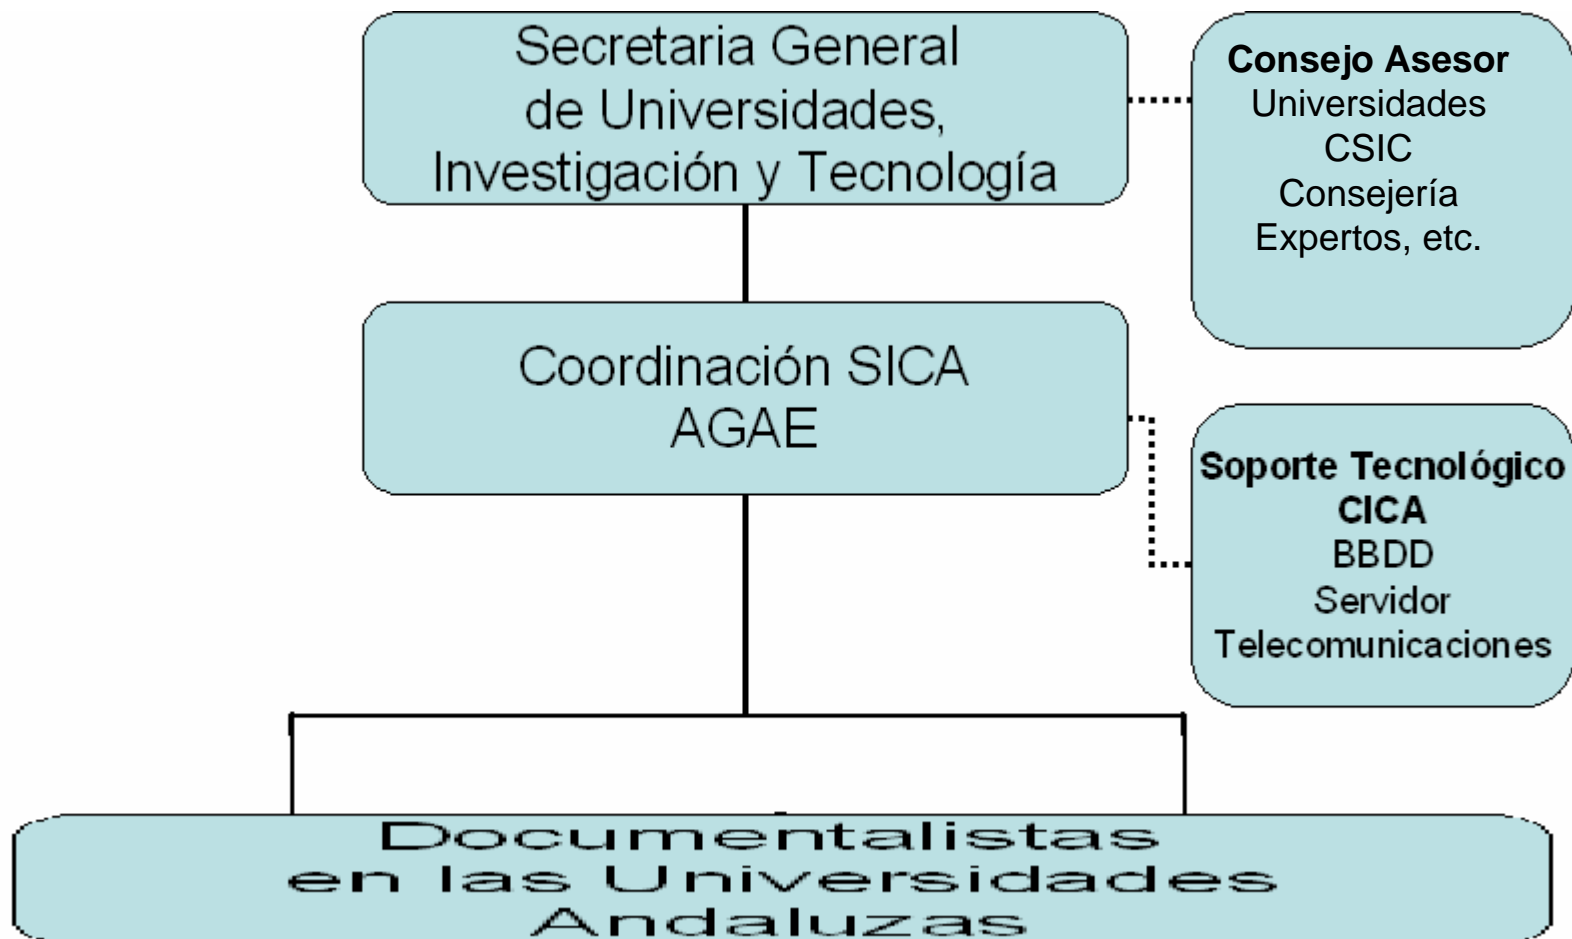 Secretaria General
de Universidades,
Investigación y Tecnología
Consejo Asesor
Universidades
CSIC
Consejería
Expertos, etc.
Coordinación SICA
AGAE
Soporte Tecnológico
CICA
BBDD
Servidor
Telecomunicaciones
Documentalistas
en las Universidades
Andaluzas